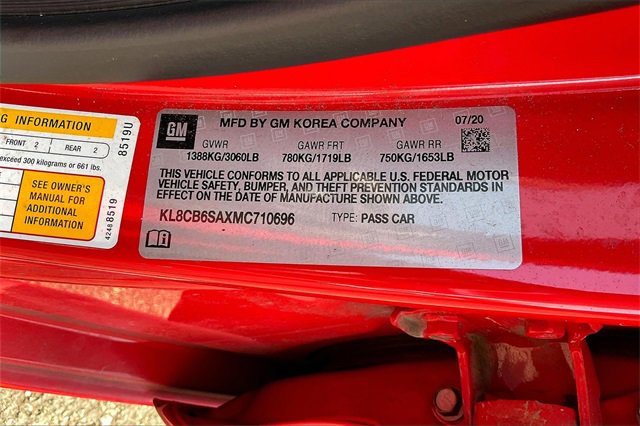 G INFORMATION
FRONT 2 REAR 2
exceed 300 kilograms or 661 lbs.
SEE OWNER'S
MANUAL FOR
ADDITIONAL
INFORMATION
8519U
42488519
GM
MFD BY GM KOREA COMPANY 07/20
GVWR GAWR FRT GAWR RR
1388KG/3060LB 780KG/1719LB 750KG/1653LB
THIS VEHICLE CONFORMS TO ALL APPLICABLE U.S. FEDERAL MOTOR
VEHICLE SAFETY, BUMPER, AND THEFT PREVENTION STANDARDS IN
EFFECT ON THE DATE OF MANUFACTURE SHOWN ABOVE.
KL8CB6SAXMC710696 TYPE: PASS CAR